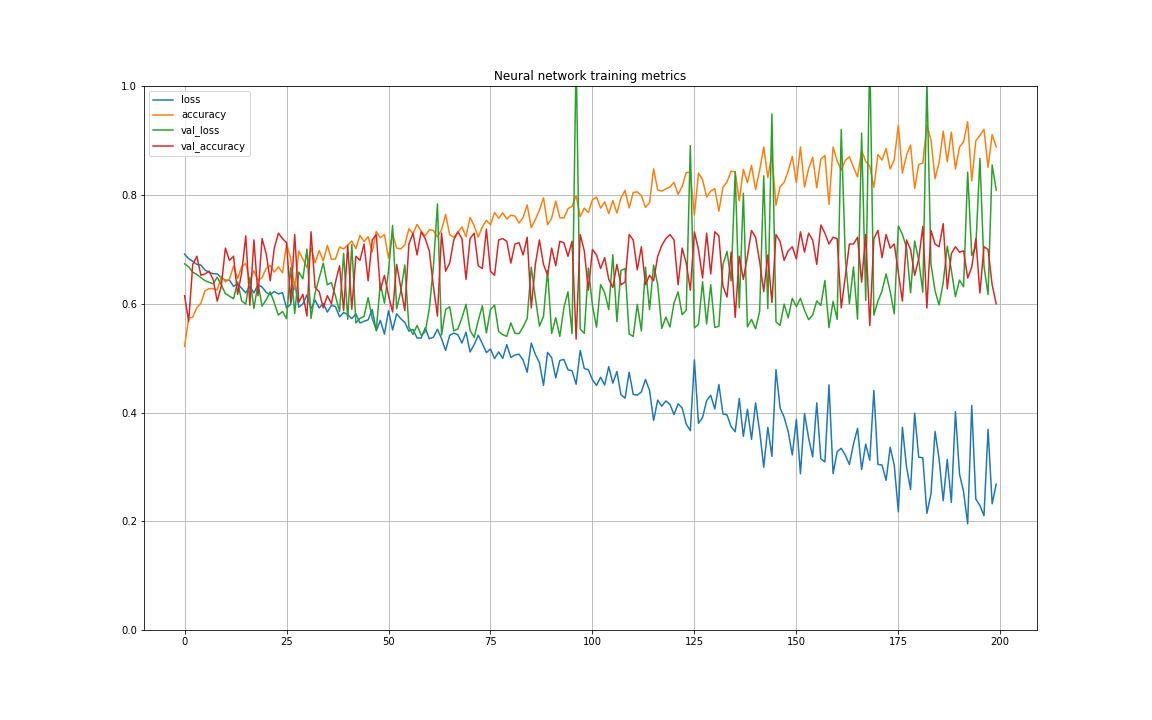 Neural network training metrics
1.0
loss
accuracy
val_loss
val_accuracy
0.8
0.6
0.4
0.2
0.0
0 25 50 75 100 125 150 175 200